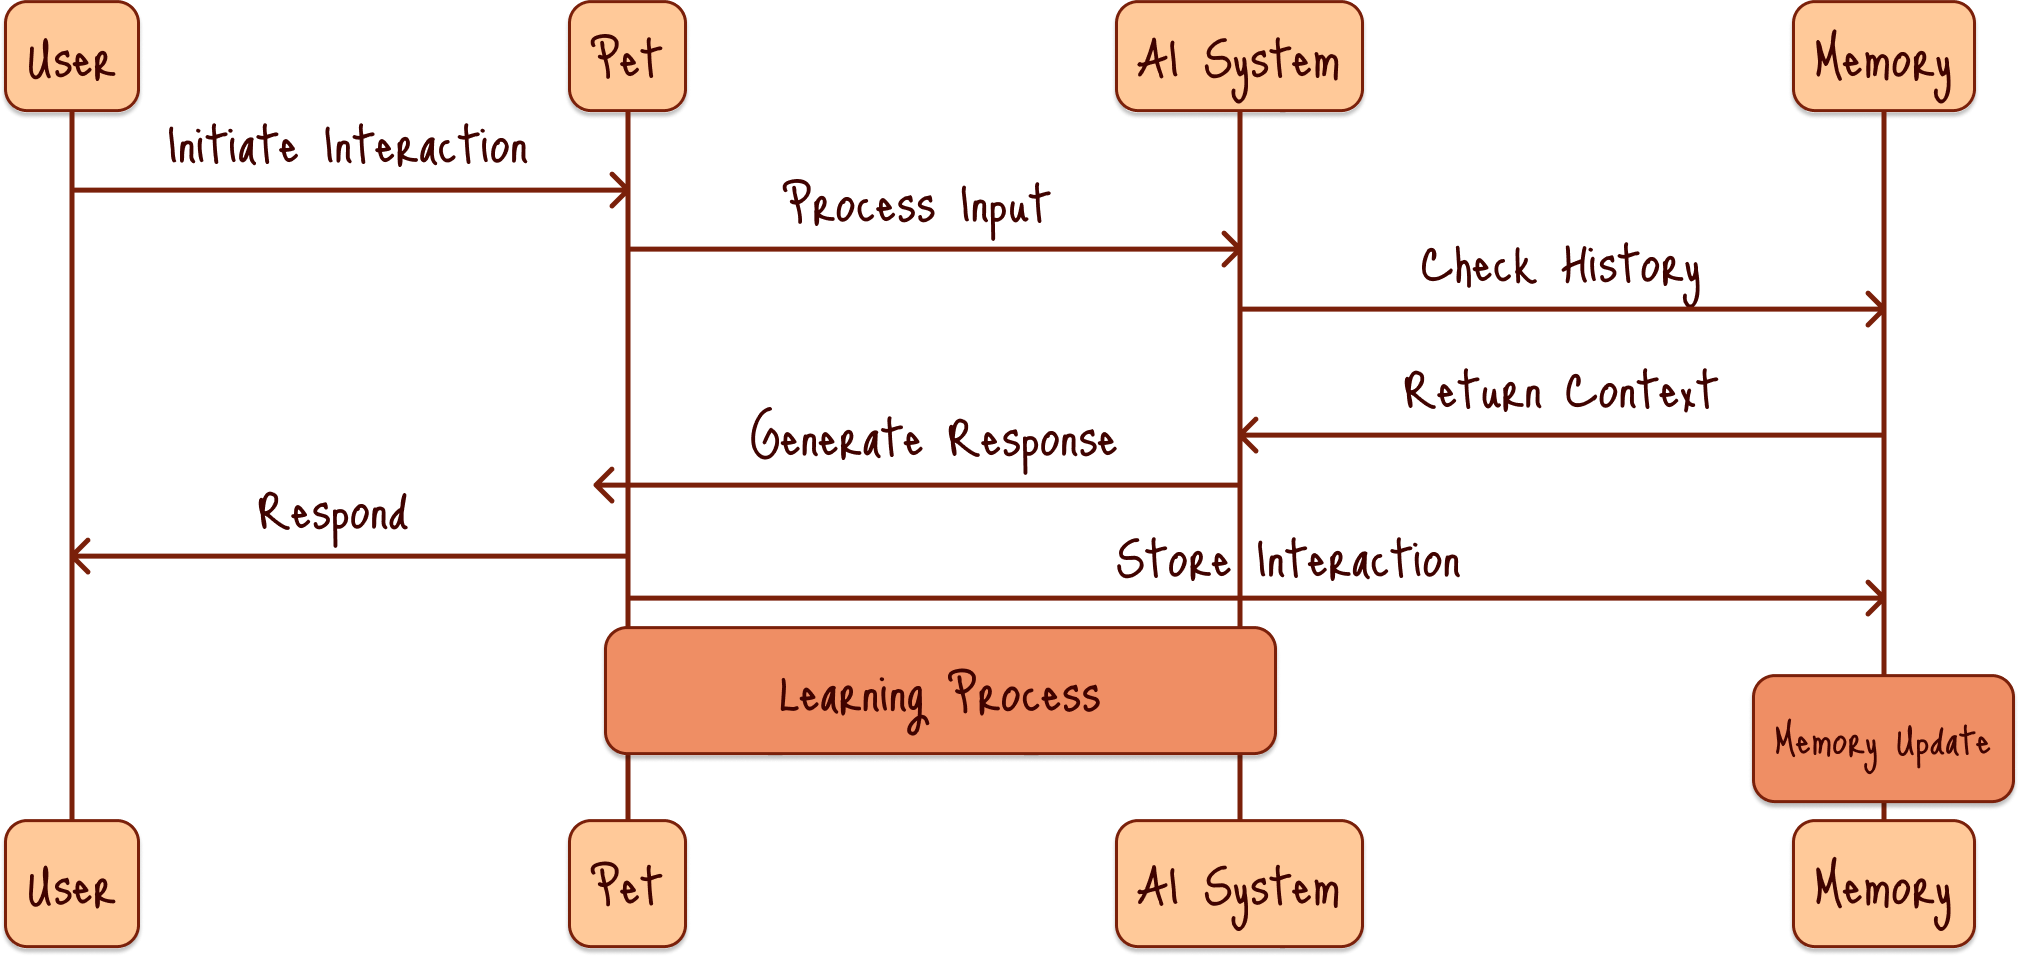 User
Pet
AI System
Memory
Initiate Interaction
Process Input
Check History
Return Context
Generate Response
Respond
Store Interaction
Learning Process
Memory Update
User
Pet
AI System
Memory